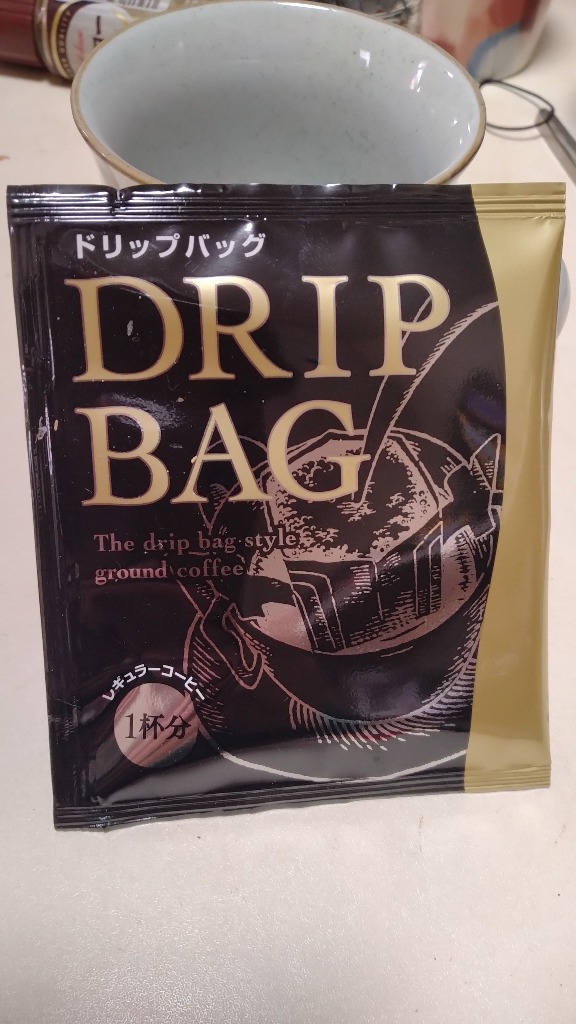 ドリップバッグ
DRIP
BAG
The drip bag style
ground coffee
レギュラーコーヒー
1杯分